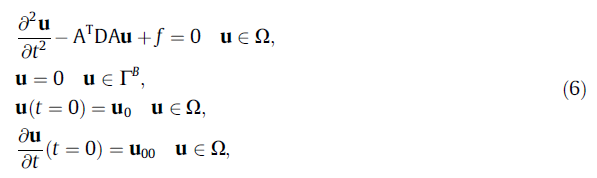 ∂²u/∂t² − AᵀDAu + f = 0 u ∈ Ω,
u = 0 u ∈ Γᴮ,
u(t = 0) = u₀ u ∈ Ω,
(6)
∂u/∂t (t = 0) = u₀₀ u ∈ Ω,